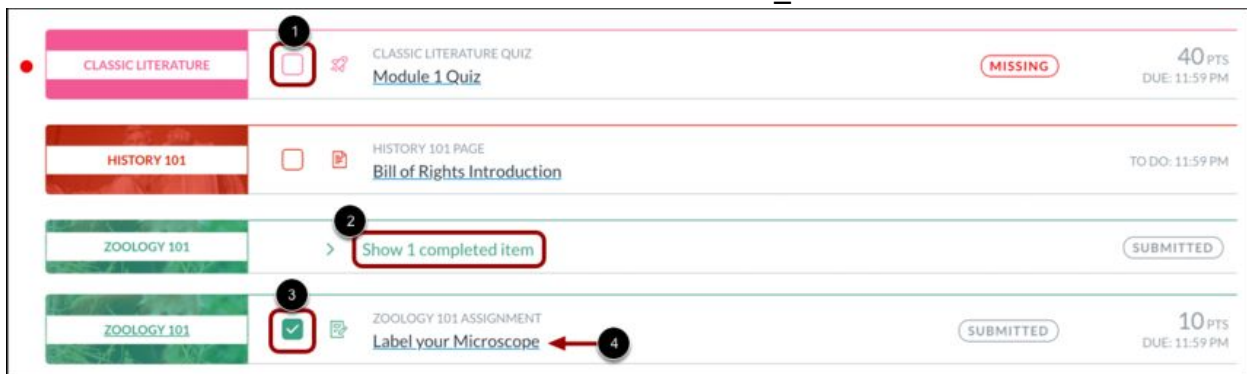 1
CLASSIC LITERATURE
CLASSIC LITERATURE QUIZ
Module 1 Quiz
MISSING
40 PTS
DUE: 11:59 PM
HISTORY 101
HISTORY 101 PAGE
Bill of Rights Introduction
TO DO: 11:59 PM
2
ZOOLOGY 101
Show 1 completed item
SUBMITTED
3
ZOOLOGY 101
ZOOLOGY 101 ASSIGNMENT
Label your Microscope
4
SUBMITTED
10 PTS
DUE: 11:59 PM